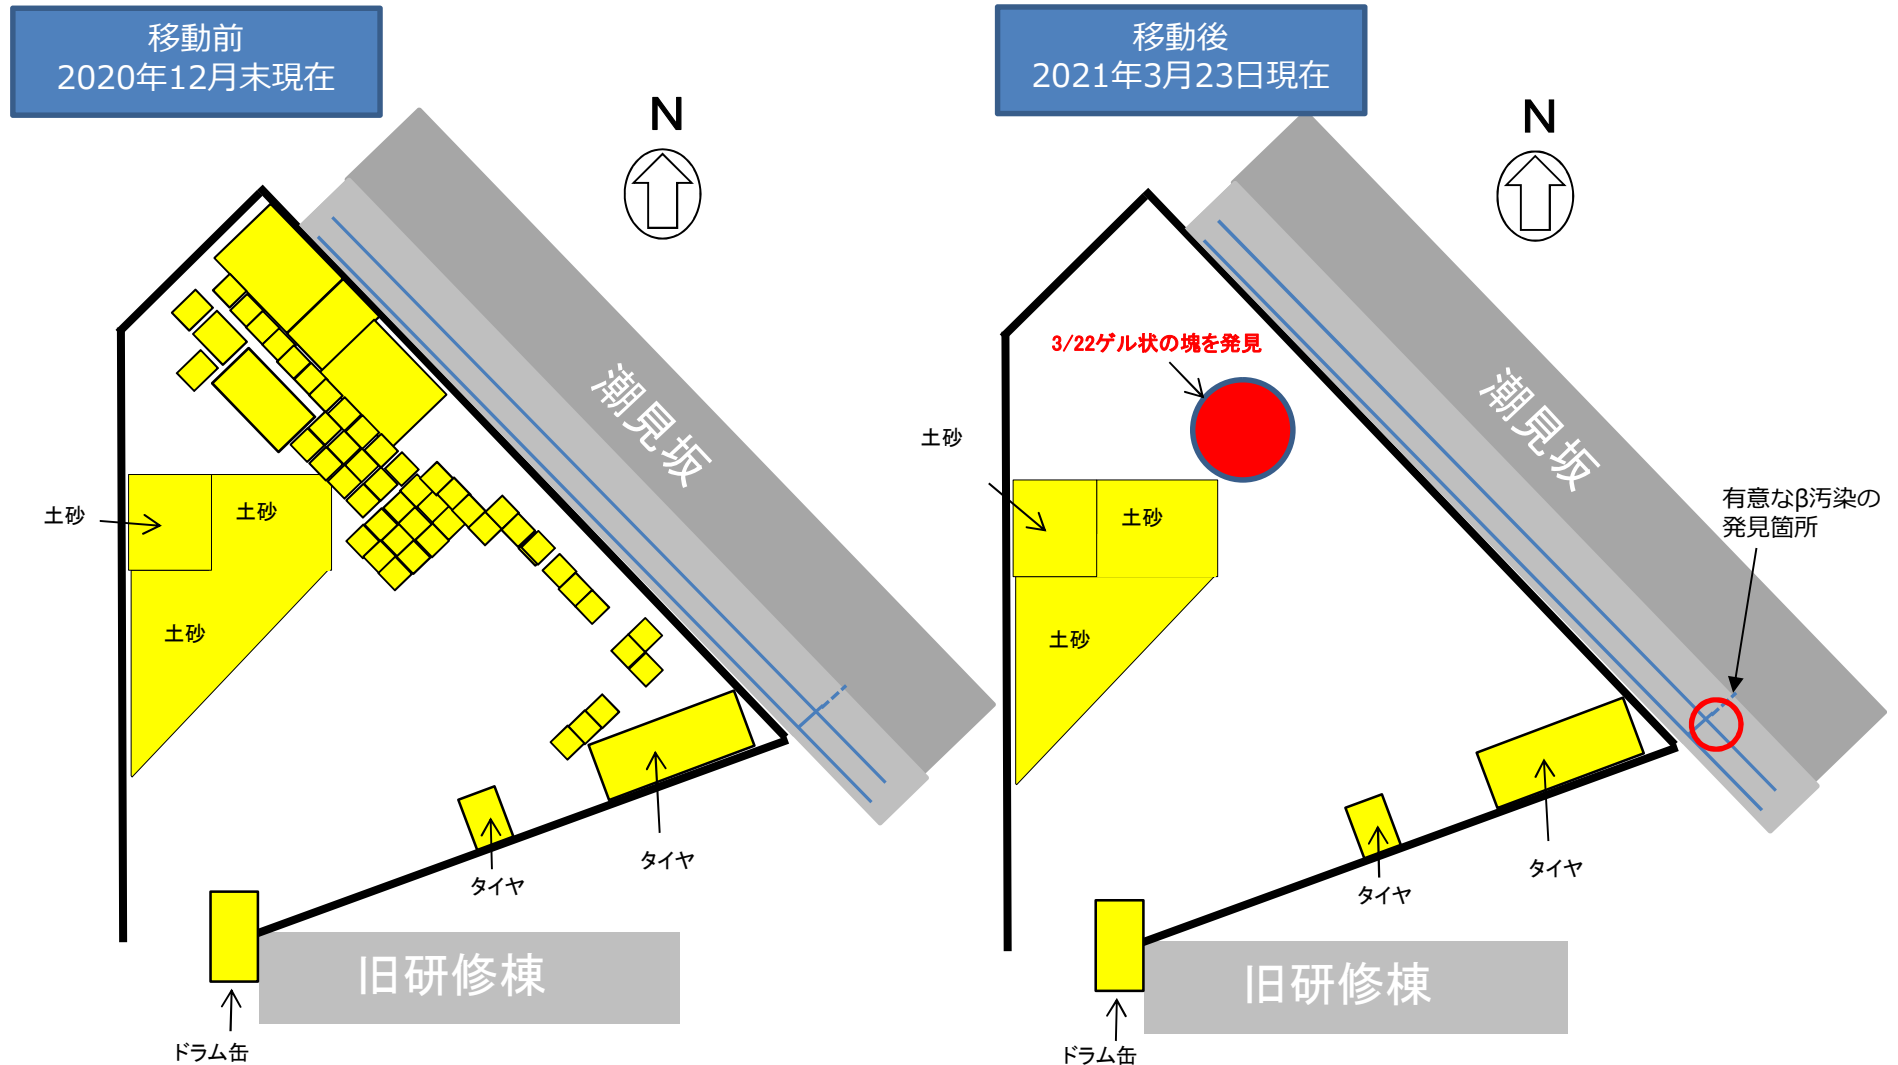 移動前
2020年12月末現在
N
潮見坂
土砂
土砂
土砂
タイヤ
タイヤ
ドラム缶
旧研修棟
移動後
2021年3月23日現在
N
3/22ゲル状の塊を発見
潮見坂
土砂
土砂
土砂
有意なβ汚染の
発見箇所
タイヤ
タイヤ
ドラム缶
旧研修棟